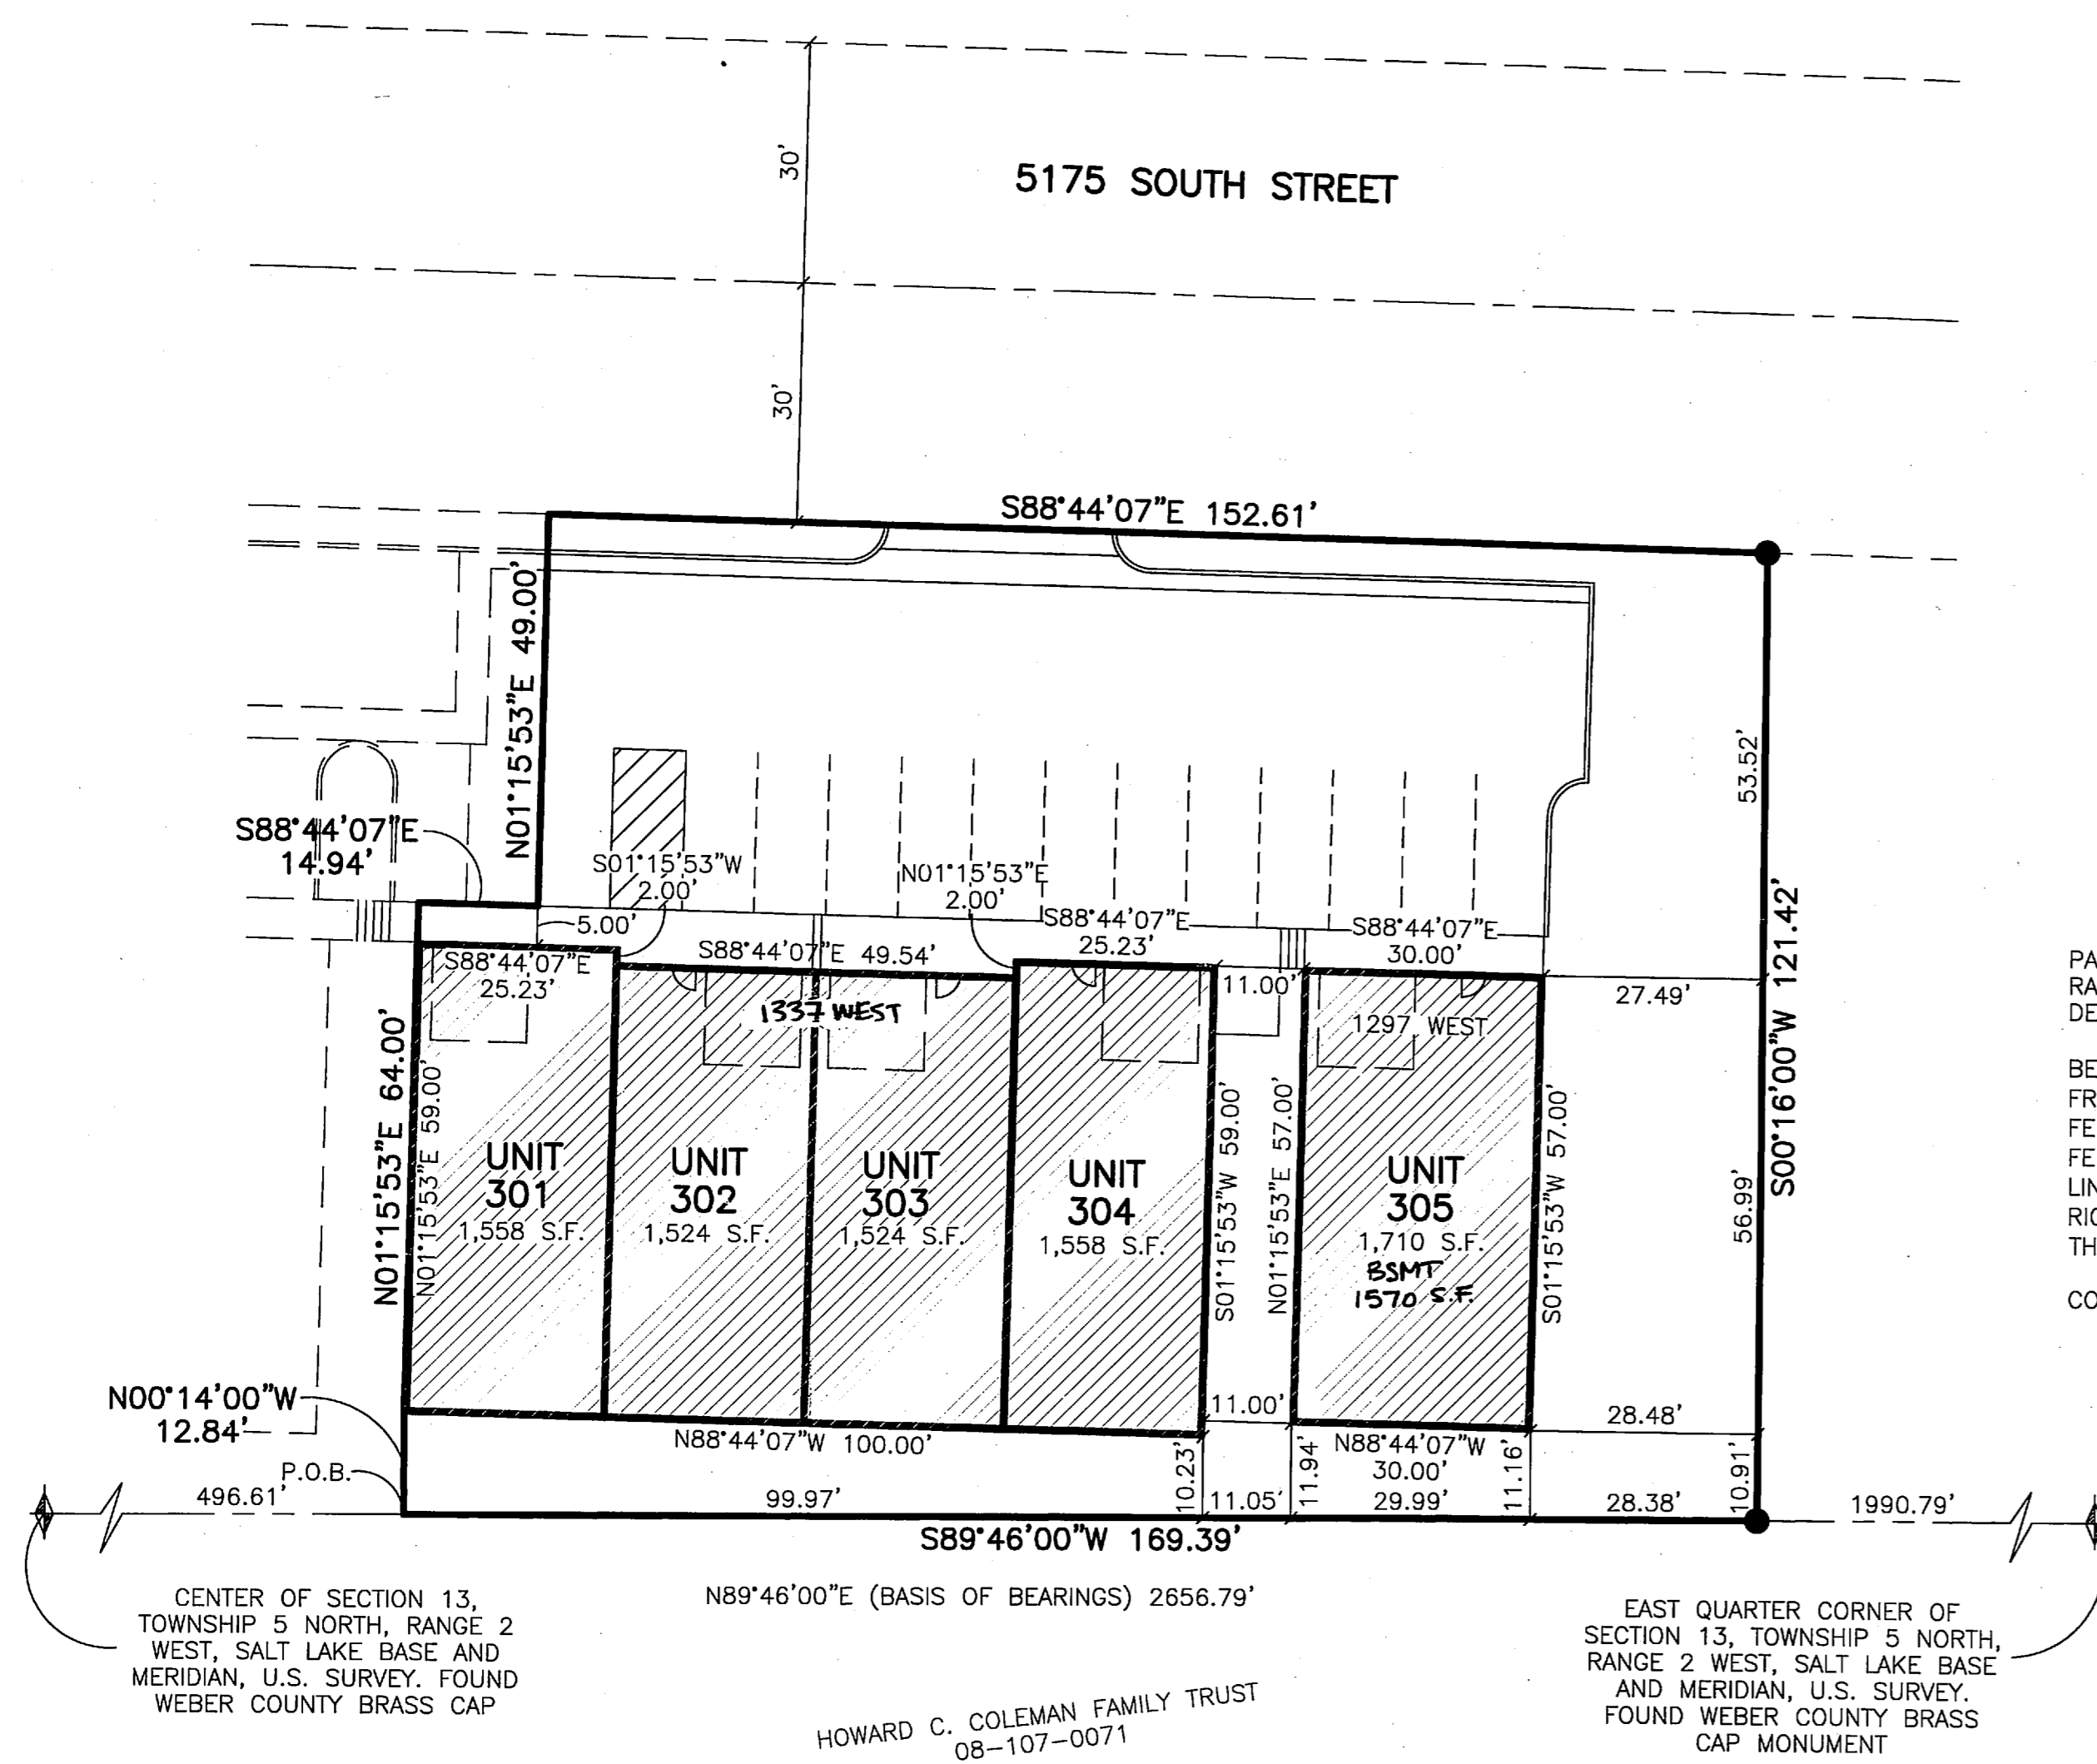 30'
5175 SOUTH STREET
30'
S88°44'07"E 152.61'
N01°15'53"E 49.00'
53.52'
S88°44'07"E
14.94'
S01°15'53"W
2.00'
N01°15'53"E
2.00'
5.00'
S88°44'07"E
25.23'
S88°44'07"E
30.00'
S00°16'00"W 121.42'
S88°44'07"E
25.23'
S88°44'07"E 49.54'
11.00'
27.49'
1337 WEST
1297 WEST
N01°15'53"E 64.00'
N01°15'53"E 59.00'
UNIT
301
1,558 S.F.
UNIT
302
1,524 S.F.
UNIT
303
1,524 S.F.
UNIT
304
1,558 S.F.
S01°15'53"W 59.00'
N01°15'53"E 57.00'
UNIT
305
1,710 S.F.
BSMT
1570 S.F.
S01°15'53"W 57.00'
56.99'
PA
RA
DE
BE
FR
FE
FE
LIN
RIG
TH
CO
N00°14'00"W
12.84'
N88°44'07"W 100.00'
11.00'
N88°44'07"W
30.00'
28.48'
P.O.B.
496.61'
99.97'
10.23'
11.05'
11.94'
29.99'
11.16'
28.38'
10.91'
1990.79'
S89°46'00"W 169.39'
N89°46'00"E (BASIS OF BEARINGS) 2656.79'
CENTER OF SECTION 13,
TOWNSHIP 5 NORTH, RANGE 2
WEST, SALT LAKE BASE AND
MERIDIAN, U.S. SURVEY. FOUND
WEBER COUNTY BRASS CAP
HOWARD C. COLEMAN FAMILY TRUST
08-107-0071
EAST QUARTER CORNER OF
SECTION 13, TOWNSHIP 5 NORTH,
RANGE 2 WEST, SALT LAKE BASE
AND MERIDIAN, U.S. SURVEY.
FOUND WEBER COUNTY BRASS
CAP MONUMENT